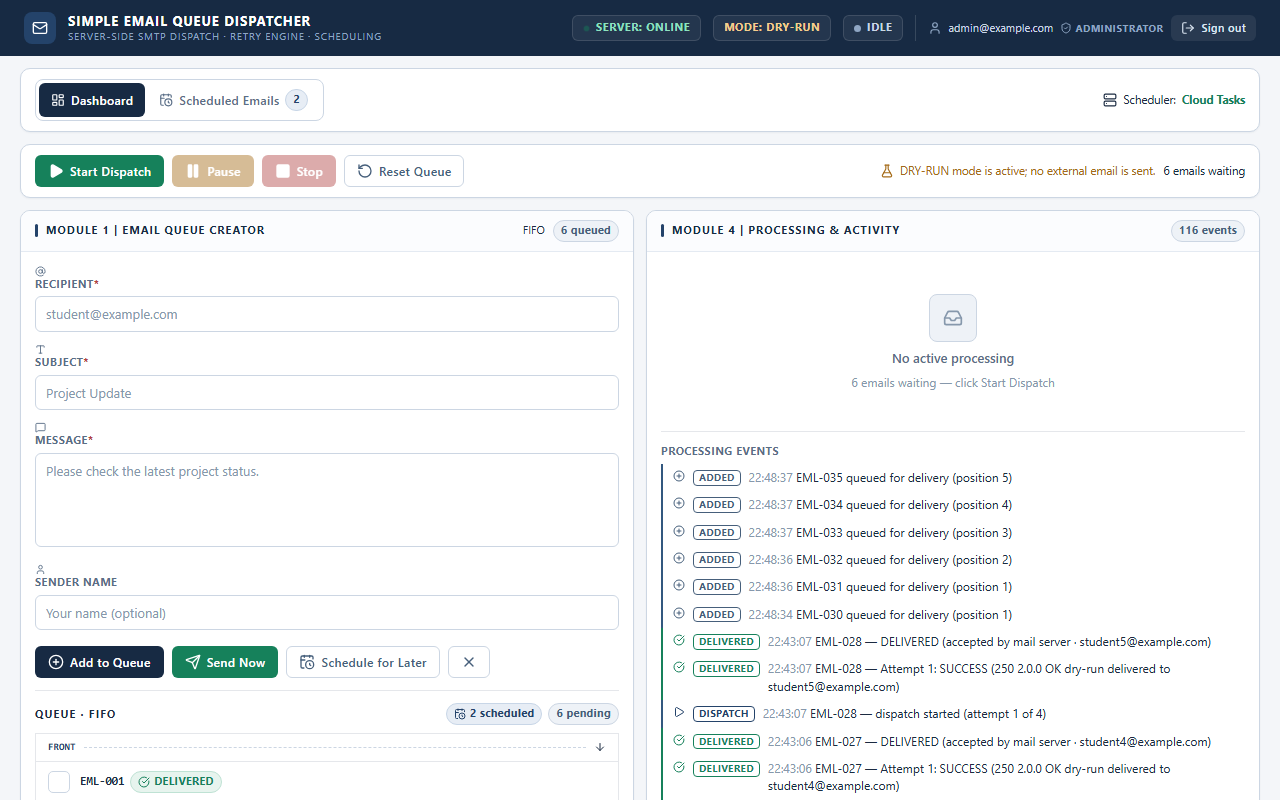 SIMPLE EMAIL QUEUE DISPATCHER
SERVER-SIDE SMTP DISPATCH · RETRY ENGINE · SCHEDULING
SERVER: ONLINE
MODE: DRY-RUN
IDLE
admin@example.com
ADMINISTRATOR
Sign out
Dashboard
Scheduled Emails 2
Scheduler: Cloud Tasks
Start Dispatch
Pause
Stop
Reset Queue
DRY-RUN mode is active; no external email is sent. 6 emails waiting
MODULE 1 | EMAIL QUEUE CREATOR
FIFO 6 queued
RECIPIENT*
student@example.com
SUBJECT*
Project Update
MESSAGE*
Please check the latest project status.
SENDER NAME
Your name (optional)
Add to Queue
Send Now
Schedule for Later
QUEUE · FIFO
2 scheduled
6 pending
FRONT
EML-001 DELIVERED
MODULE 4 | PROCESSING & ACTIVITY
116 events
No active processing
6 emails waiting — click Start Dispatch
PROCESSING EVENTS
ADDED 22:48:37 EML-035 queued for delivery (position 5)
ADDED 22:48:37 EML-034 queued for delivery (position 4)
ADDED 22:48:37 EML-033 queued for delivery (position 3)
ADDED 22:48:36 EML-032 queued for delivery (position 2)
ADDED 22:48:36 EML-031 queued for delivery (position 1)
ADDED 22:48:34 EML-030 queued for delivery (position 1)
DELIVERED 22:43:07 EML-028 — DELIVERED (accepted by mail server · student5@example.com)
DELIVERED 22:43:07 EML-028 — Attempt 1: SUCCESS (250 2.0.0 OK dry-run delivered to
student5@example.com)
DISPATCH 22:43:07 EML-028 — dispatch started (attempt 1 of 4)
DELIVERED 22:43:06 EML-027 — DELIVERED (accepted by mail server · student4@example.com)
DELIVERED 22:43:06 EML-027 — Attempt 1: SUCCESS (250 2.0.0 OK dry-run delivered to
student4@example.com)